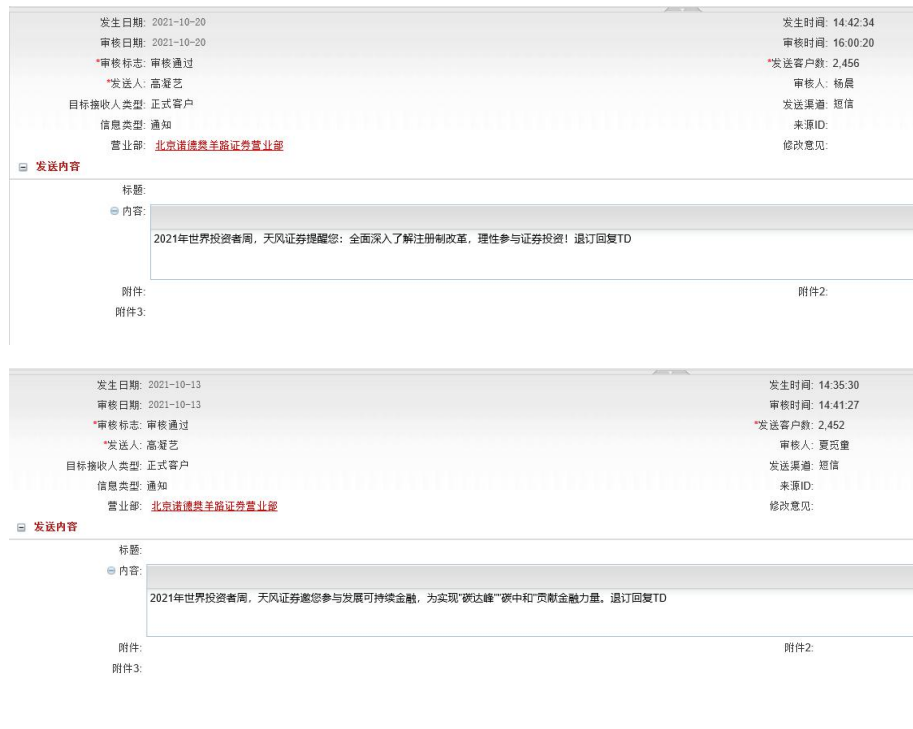 发生日期: 2021-10-20 发生时间: 14:42:34
审核日期: 2021-10-20 审核时间: 16:00:20
*审核标志: 审核通过 *发送客户数: 2,456
*发送人: 高凝艺 审核人: 杨晨
目标接收人类型: 正式客户 发送渠道: 短信
信息类型: 通知 来源ID:
营业部: 北京诺德樊羊路证券营业部 修改意见:
发送内容
标题:
内容:
2021年世界投资者周，天风证券提醒您：全面深入了解注册制改革，理性参与证券投资！退订回复TD
附件: 附件2:
附件3:
发生日期: 2021-10-13 发生时间: 14:35:30
审核日期: 2021-10-13 审核时间: 14:41:27
*审核标志: 审核通过 *发送客户数: 2,452
*发送人: 高凝艺 审核人: 夏觅童
目标接收人类型: 正式客户 发送渠道: 短信
信息类型: 通知 来源ID:
营业部: 北京诺德樊羊路证券营业部 修改意见:
发送内容
标题:
内容:
2021年世界投资者周，天风证券邀您参与发展可持续金融，为实现"碳达峰""碳中和"贡献金融力量。退订回复TD
附件: 附件2:
附件3: